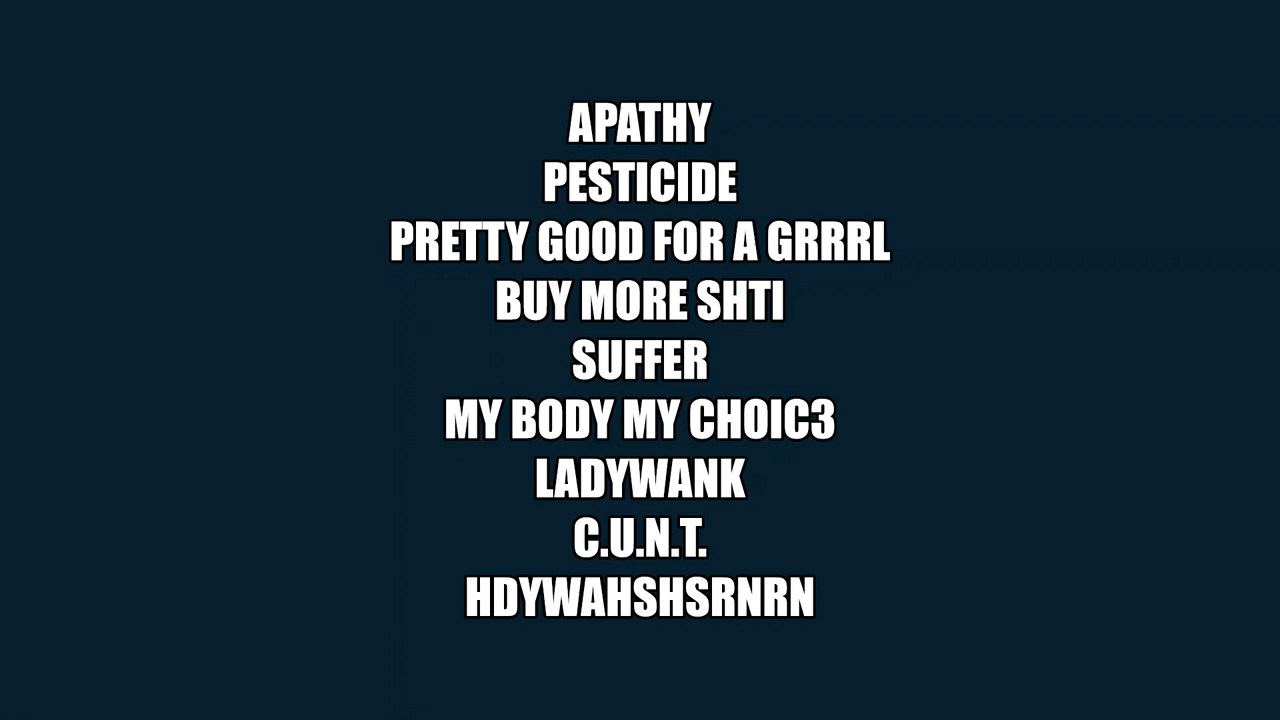 APATHY
PESTICIDE
PRETTY GOOD FOR A GRRRL
BUY MORE SHTI
SUFFER
MY BODY MY CHOIC3
LADYWANK
C.U.N.T.
HDYWAHSHSRNRN